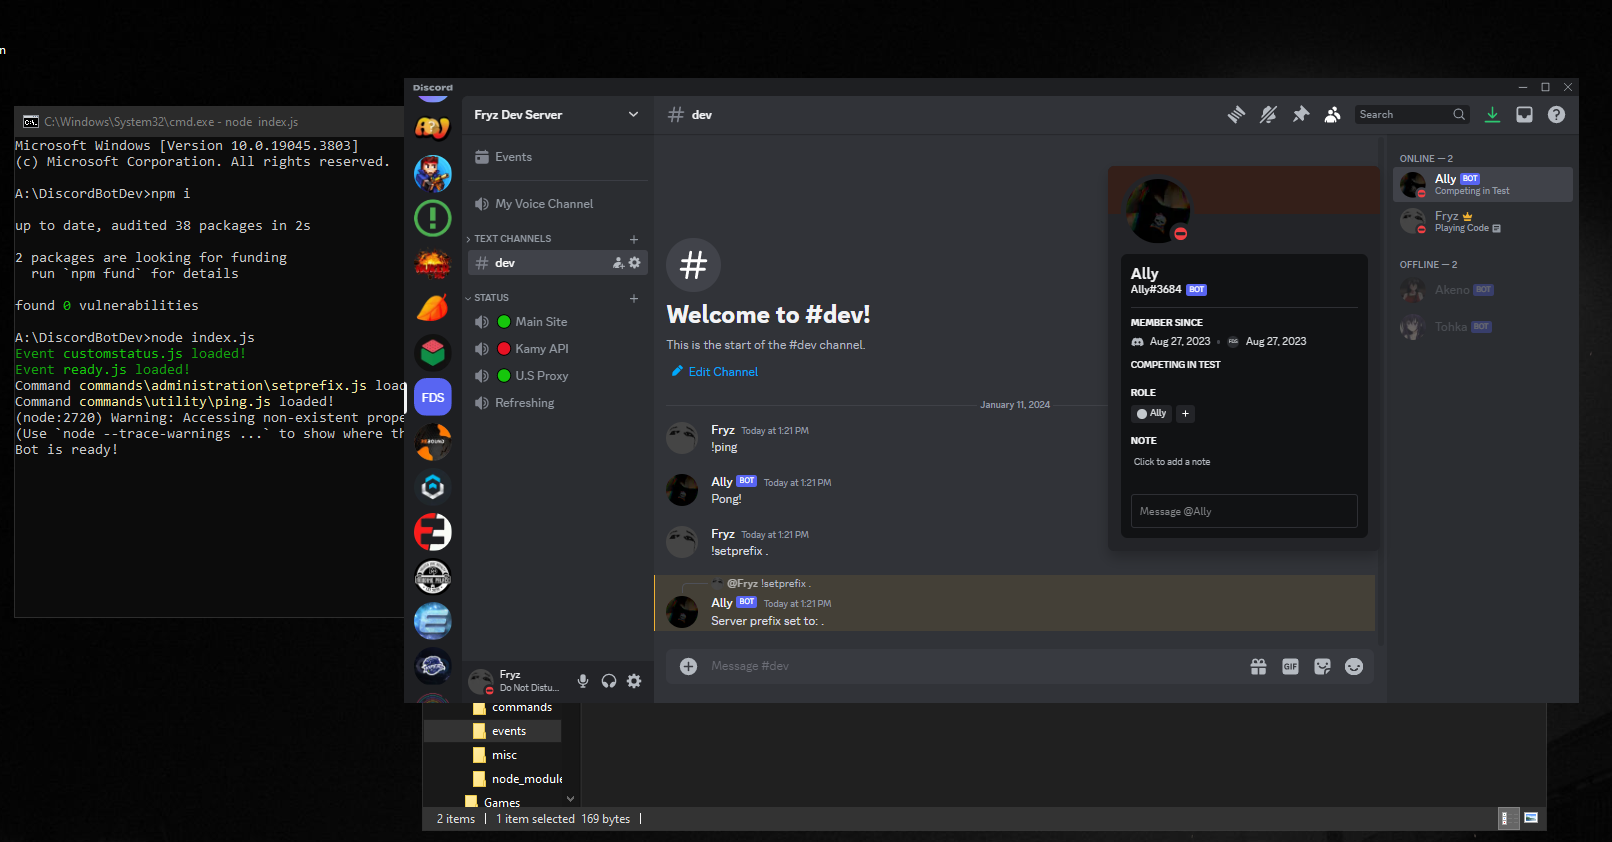 n
C:\Windows\System32\cmd.exe - node index.js
Microsoft Windows [Version 10.0.19045.3803]
(c) Microsoft Corporation. All rights reserved.
A:\DiscordBotDev>npm i
up to date, audited 38 packages in 2s
2 packages are looking for funding
run `npm fund` for details
found 0 vulnerabilities
A:\DiscordBotDev>node index.js
Event customstatus.js loaded!
Event ready.js loaded!
Command commands\administration\setprefix.js loa
Command commands\utility\ping.js loaded!
(node:2720) Warning: Accessing non-existent prope
(Use `node --trace-warnings ...` to show where th
Bot is ready!
Discord
FDS
Fryz Dev Server
Events
My Voice Channel
TEXT CHANNELS
dev
STATUS
Main Site
Kamy API
U.S Proxy
Refreshing
Fryz
Do Not Distu...
# dev
Search
Welcome to #dev!
This is the start of the #dev channel.
Edit Channel
January 11, 2024
Fryz Today at 1:21 PM
!ping
Ally BOT Today at 1:21 PM
Pong!
Fryz Today at 1:21 PM
!setprefix .
@Fryz !setprefix .
Ally BOT Today at 1:21 PM
Server prefix set to: .
Message #dev
GIF
Ally
Ally#3684 BOT
MEMBER SINCE
Aug 27, 2023 • FDS Aug 27, 2023
COMPETING IN TEST
ROLE
Ally +
NOTE
Click to add a note
Message @Ally
ONLINE — 2
Ally BOT
Competing in Test
Fryz
Playing Code
OFFLINE — 2
Akeno BOT
Tohka BOT
commands
events
misc
node_module
Games
2 items | 1 item selected 169 bytes |